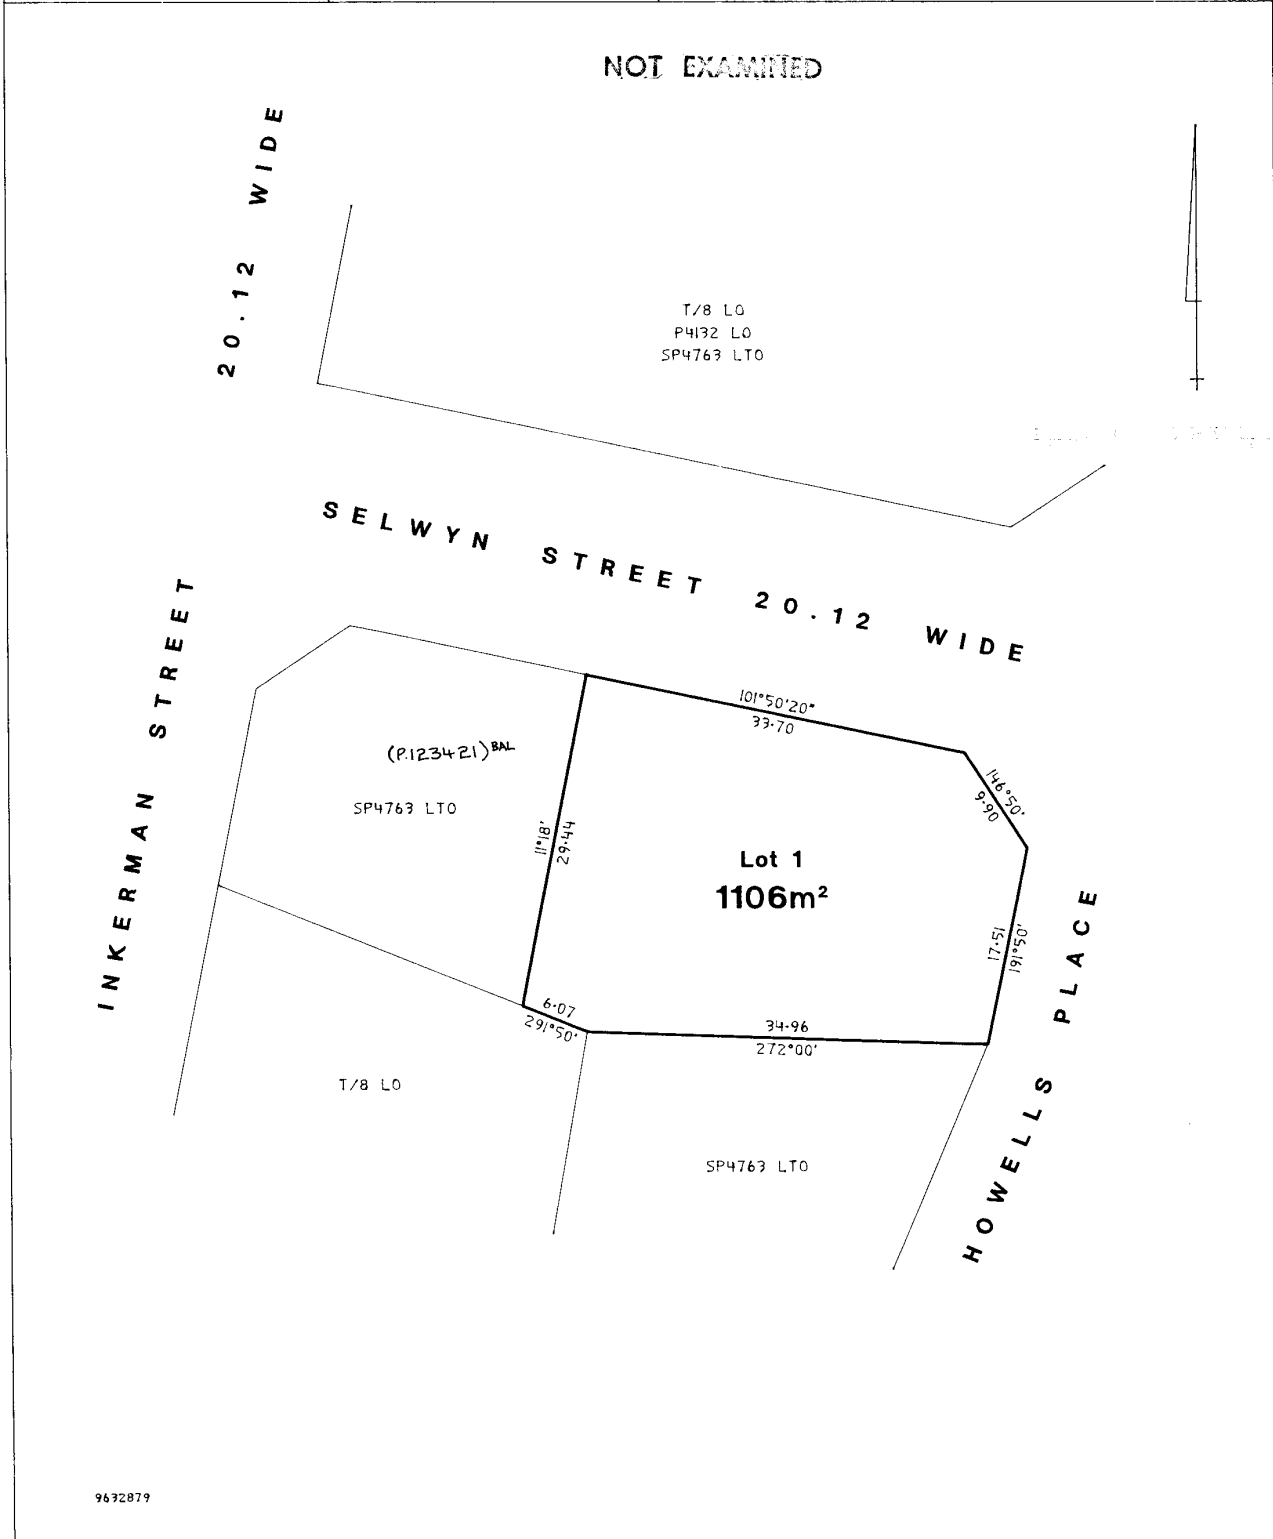 NOT EXAMINED
20.12 WIDE
T/8 LO
P4132 LO
SP4763 LTO
SELWYN STREET 20.12 WIDE
INKERMAN STREET
101°50'20"
33·70
(P.123421) BAL
SP4763 LTO
146°50'
9·90
11°18'
29·44
Lot 1
1106m²
17·51
191°50'
HOWELLS PLACE
6·07
291°50'
34·96
272°00'
T/8 LO
SP4763 LTO
9632879